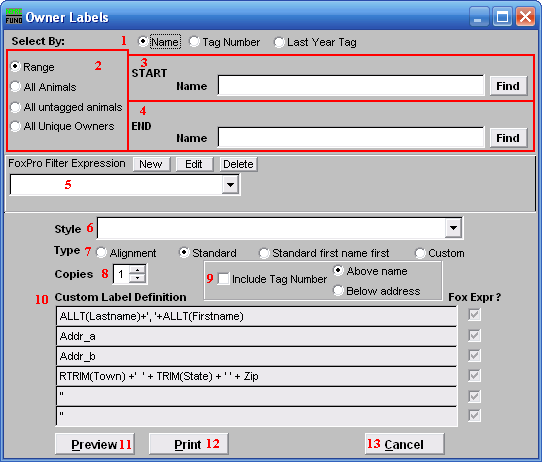 FUND
Owner Labels
Select By: 1 Name Tag Number Last Year Tag
Range 2
All Animals
All untagged animals
All Unique Owners
3
START
Name Find
4
END
Name Find
FoxPro Filter Expression New Edit Delete
5
Style 6
Type 7 Alignment Standard Standard first name first Custom
Copies 8 1 9 Include Tag Number Above name
Below address
10 Custom Label Definition Fox Expr?
ALLT(Lastname)+', '+ALLT(Firstname)
Addr_a
Addr_b
RTRIM(Town) +' ' + TRIM(State) + ' ' + Zip
''
''
Preview 11 Print 12 13 Cancel